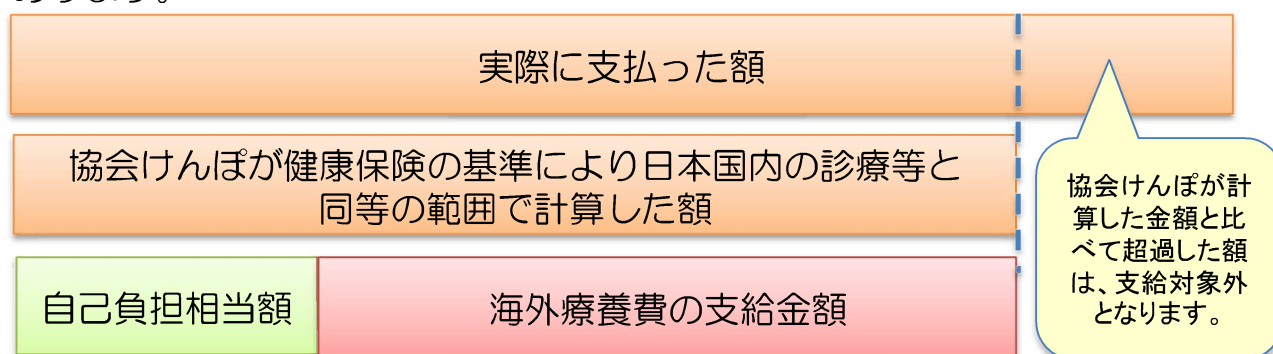 実際に支払った額
協会けんぽが健康保険の基準により日本国内の診療等と
同等の範囲で計算した額
協会けんぽが計
算した金額と比
べて超過した額
は、支給対象外
となります。
自己負担相当額
海外療養費の支給金額